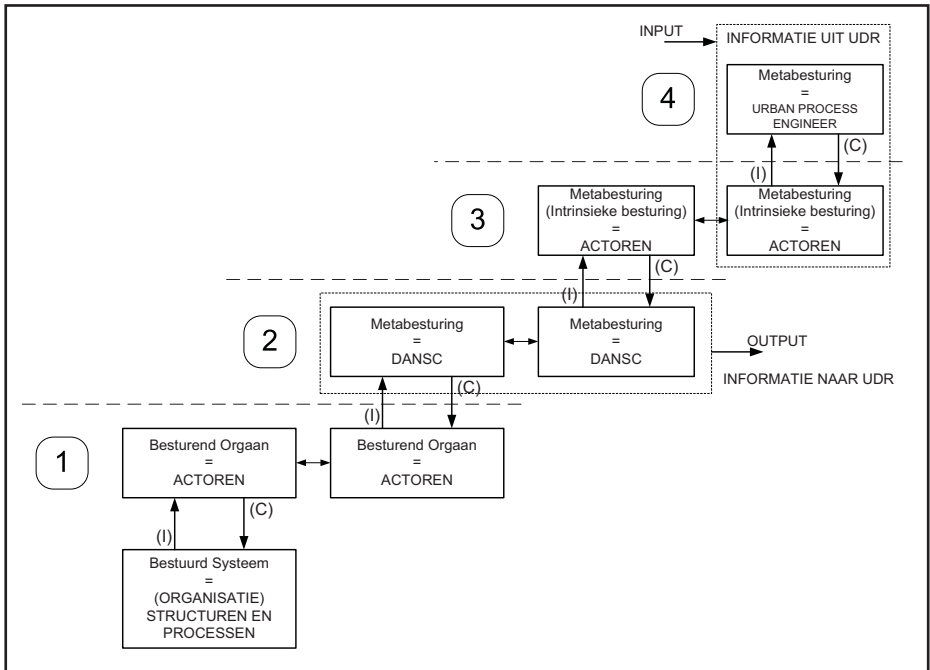 INPUT
INFORMATIE UIT UDR
4
Metabesturing
=
URBAN PROCESS
ENGINEER
(I)
(C)
3
Metabesturing
(Intrinsieke besturing)
=
ACTOREN
Metabesturing
(Intrinsieke besturing)
=
ACTOREN
(I)
(C)
2
Metabesturing
=
DANSC
Metabesturing
=
DANSC
OUTPUT
INFORMATIE NAAR UDR
(I)
(C)
1
Besturend Orgaan
=
ACTOREN
Besturend Orgaan
=
ACTOREN
(I)
(C)
Bestuurd Systeem
=
(ORGANISATIE)
STRUCTUREN EN
PROCESSEN